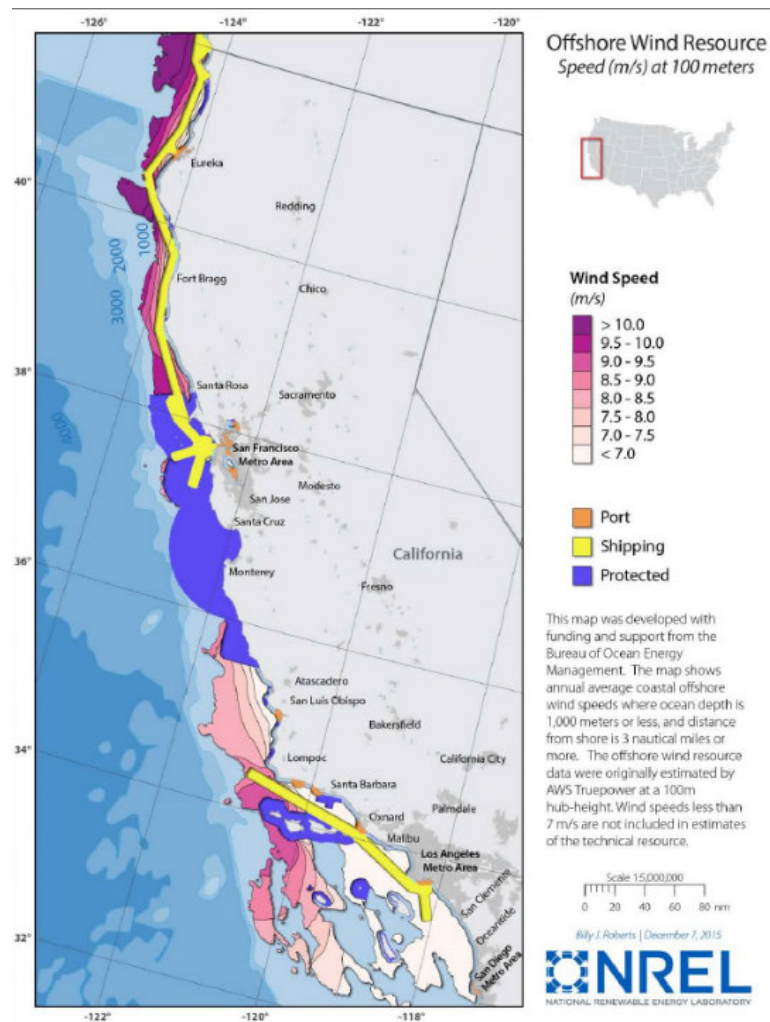 -126°
-124°
-122°
-120°
Offshore Wind Resource
Speed (m/s) at 100 meters
Eureka
40°
Redding
1000
2000
3000
Fort Bragg
Chico
Wind Speed
(m/s)
> 10.0
9.5 - 10.0
9.0 - 9.5
8.5 - 9.0
8.0 - 8.5
7.5 - 8.0
7.0 - 7.5
< 7.0
38°
Santa Rosa
Sacramento
4000
San Francisco
Metro Area
Modesto
San Jose
Santa Cruz
Port
Shipping
Protected
36°
California
Monterey
Fresno
This map was developed with
funding and support from the
Bureau of Ocean Energy
Management. The map shows
annual average coastal offshore
wind speeds where ocean depth is
1,000 meters or less, and distance
from shore is 3 nautical miles or
more. The offshore wind resource
data were originally estimated by
AWS Truepower at a 100m
hub-height. Wind speeds less than
7 m/s are not included in estimates
of the technical resource.
Atascadero
San Luis Obispo
Bakersfield
34°
Lompoc
California City
Santa Barbara
Oxnard
Palmdale
Malibu
Los Angeles
Metro Area
San Clemente
Oceanside
San Diego
Metro Area
32°
Scale 1:5,000,000
0 20 40 60 80 nm
Billy J. Roberts | December 7, 2015
NREL
NATIONAL RENEWABLE ENERGY LABORATORY
-122°
-120°
-118°